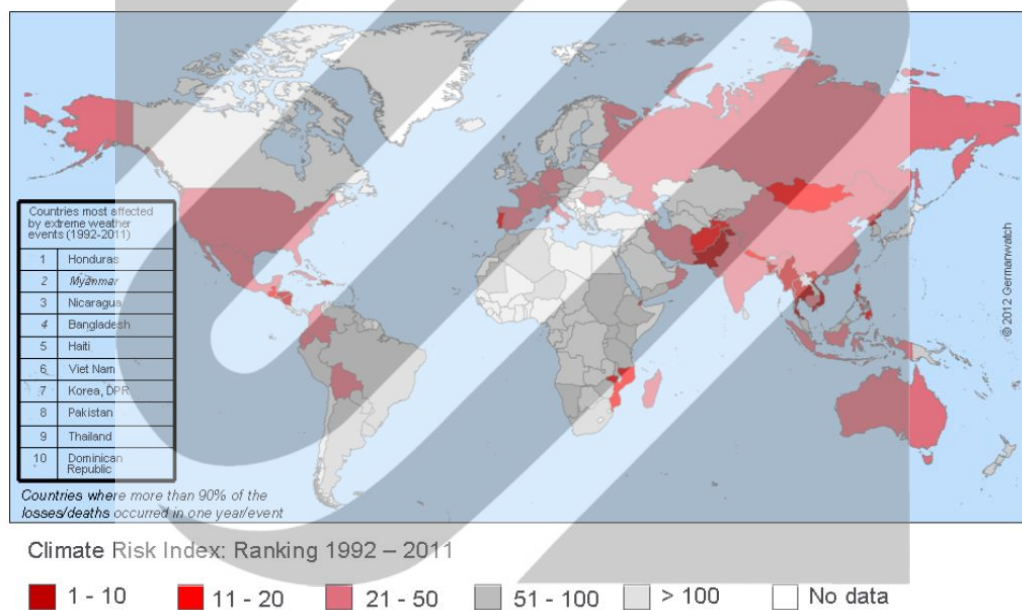 Countries most affected
by extreme weather
events (1992-2011)
1 Honduras
2 Myanmar
3 Nicaragua
4 Bangladesh
5 Haiti
6 Viet Nam
7 Korea, DPR
8 Pakistan
9 Thailand
10 Dominican
Republic
Countries where more than 90% of the
losses/deaths occurred in one year/event
© 2012 Germanwatch
Climate Risk Index: Ranking 1992 – 2011
1 - 10
11 - 20
21 - 50
51 - 100
> 100
No data